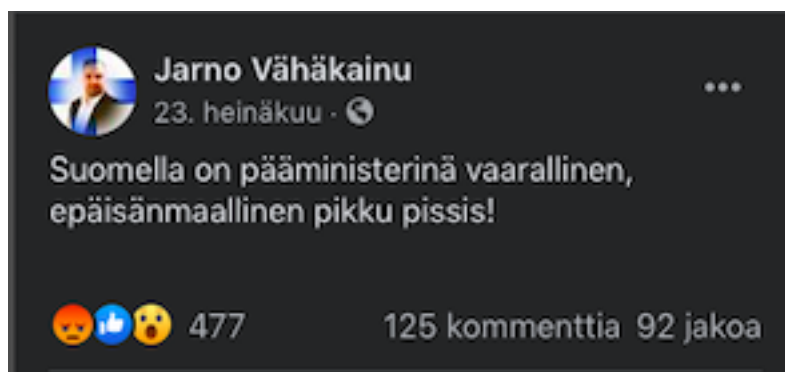 Jarno Vähäkainu
23. heinäkuu ·
Suomella on pääministerinä vaarallinen,
epäisänmaallinen pikku pissis!
477 125 kommenttia 92 jakoa